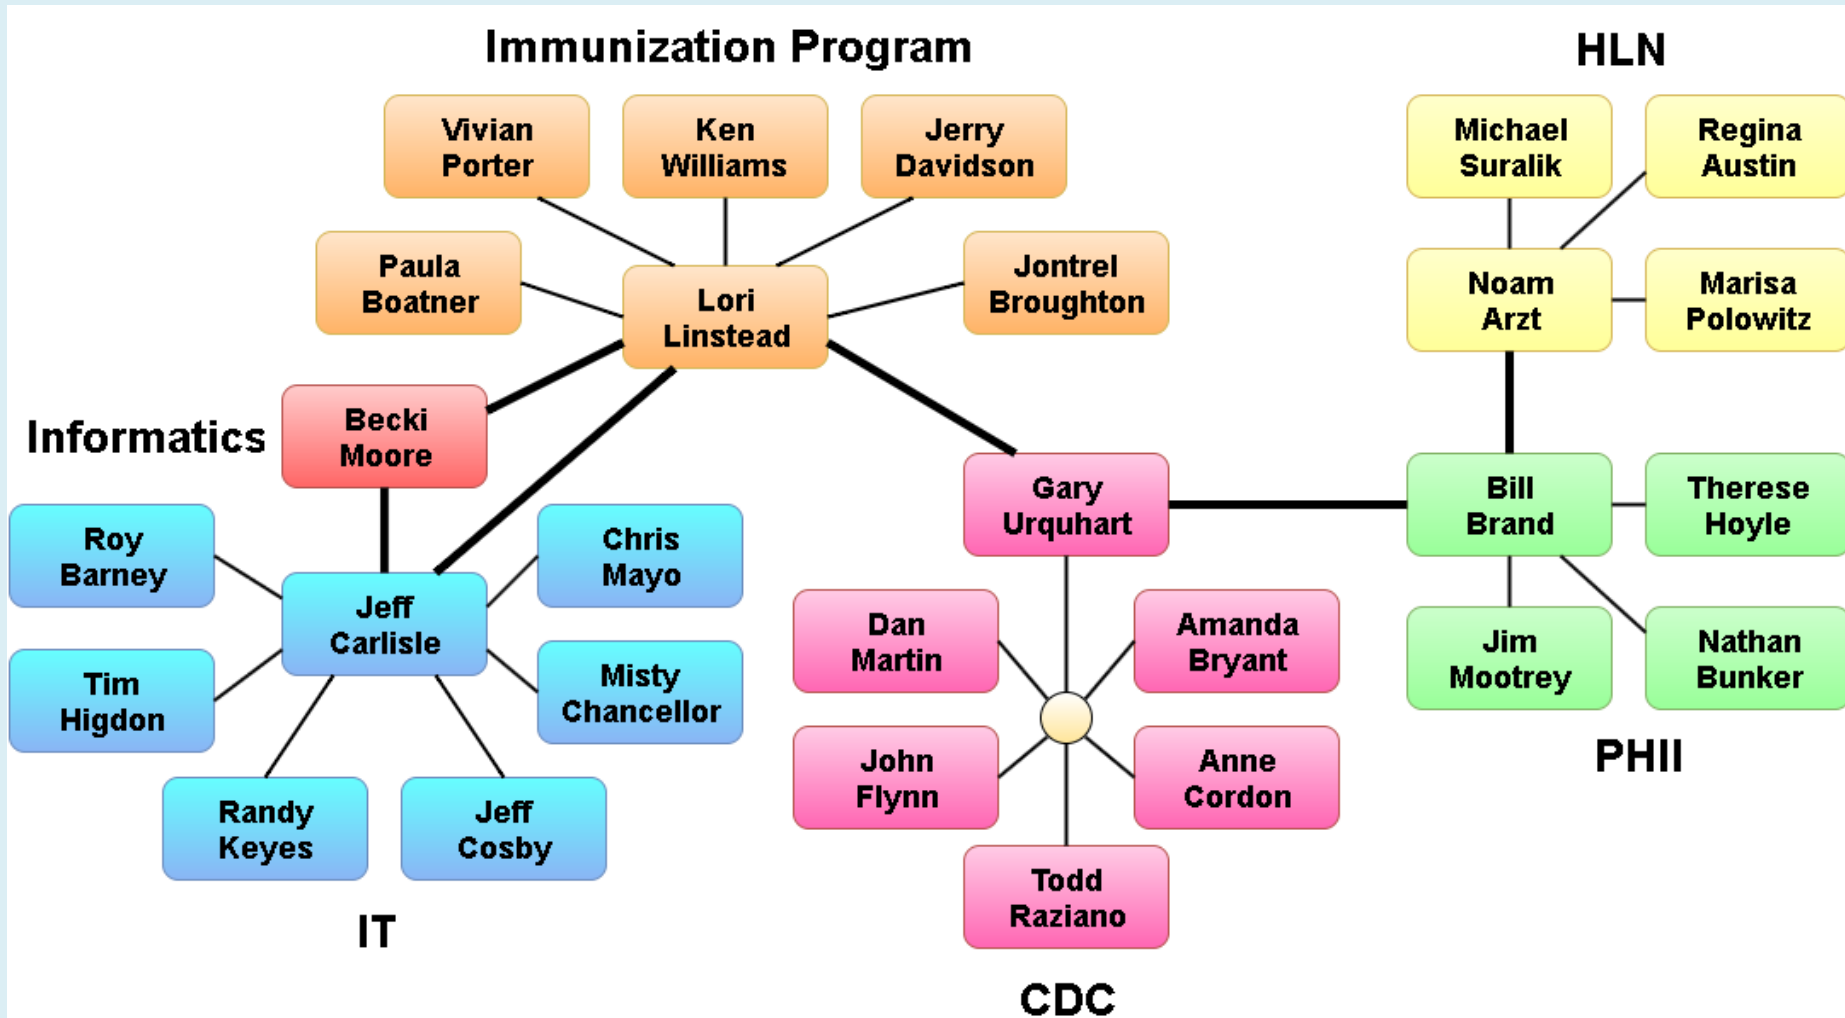 Immunization Program
HLN
Vivian
Porter
Ken
Williams
Jerry
Davidson
Michael
Suralik
Regina
Austin
Paula
Boatner
Lori
Linstead
Jontrel
Broughton
Noam
Arzt
Marisa
Polowitz
Informatics
Becki
Moore
Gary
Urquhart
Bill
Brand
Therese
Hoyle
Roy
Barney
Chris
Mayo
Jeff
Carlisle
Dan
Martin
Amanda
Bryant
Jim
Mootrey
Nathan
Bunker
Tim
Higdon
Misty
Chancellor
John
Flynn
Anne
Cordon
PHII
Randy
Keyes
Jeff
Cosby
Todd
Raziano
IT
CDC